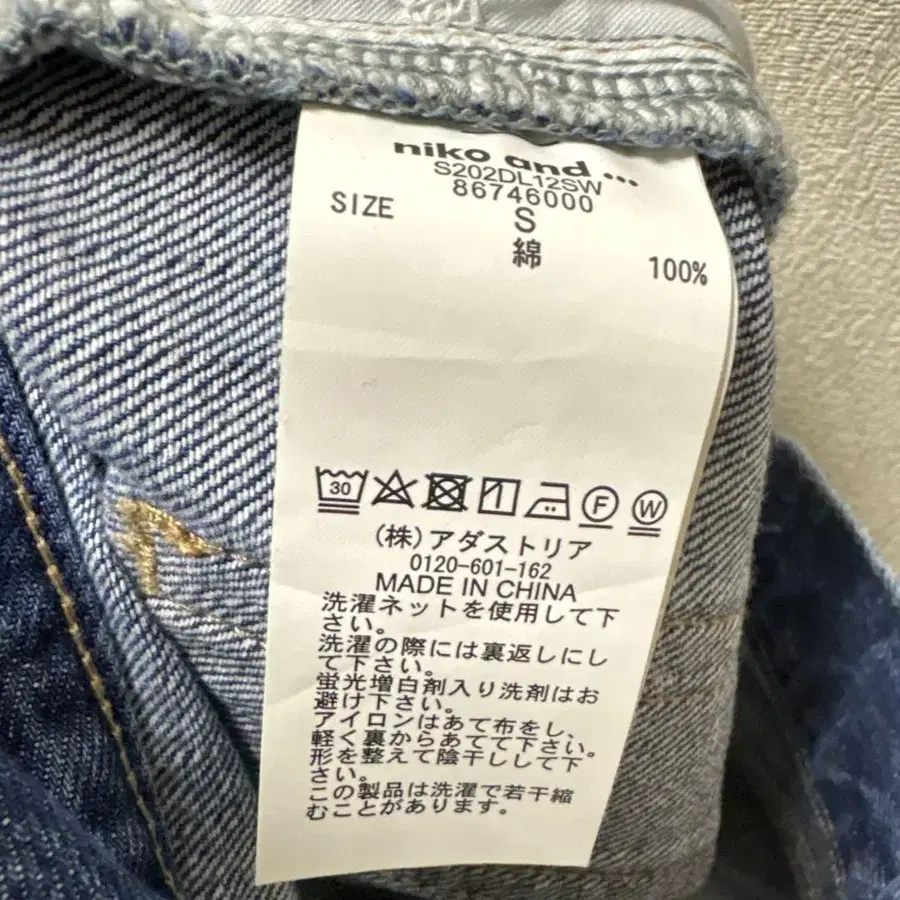 niko and ...
S202DL12SW
86746000
SIZE S
綿 100%
30 F W
(株)アダストリア
0120-601-162
MADE IN CHINA
洗濯ネットを使用して下
さい。
洗濯の際には裏返しにし
て下さい。
蛍光増白剤入り洗剤はお
避け下さい。
アイロンはあて布をし、
軽く裏からあてて下さい。
形を整えて陰干しして下
さい。
この製品は洗濯で若干縮
むことがあります。